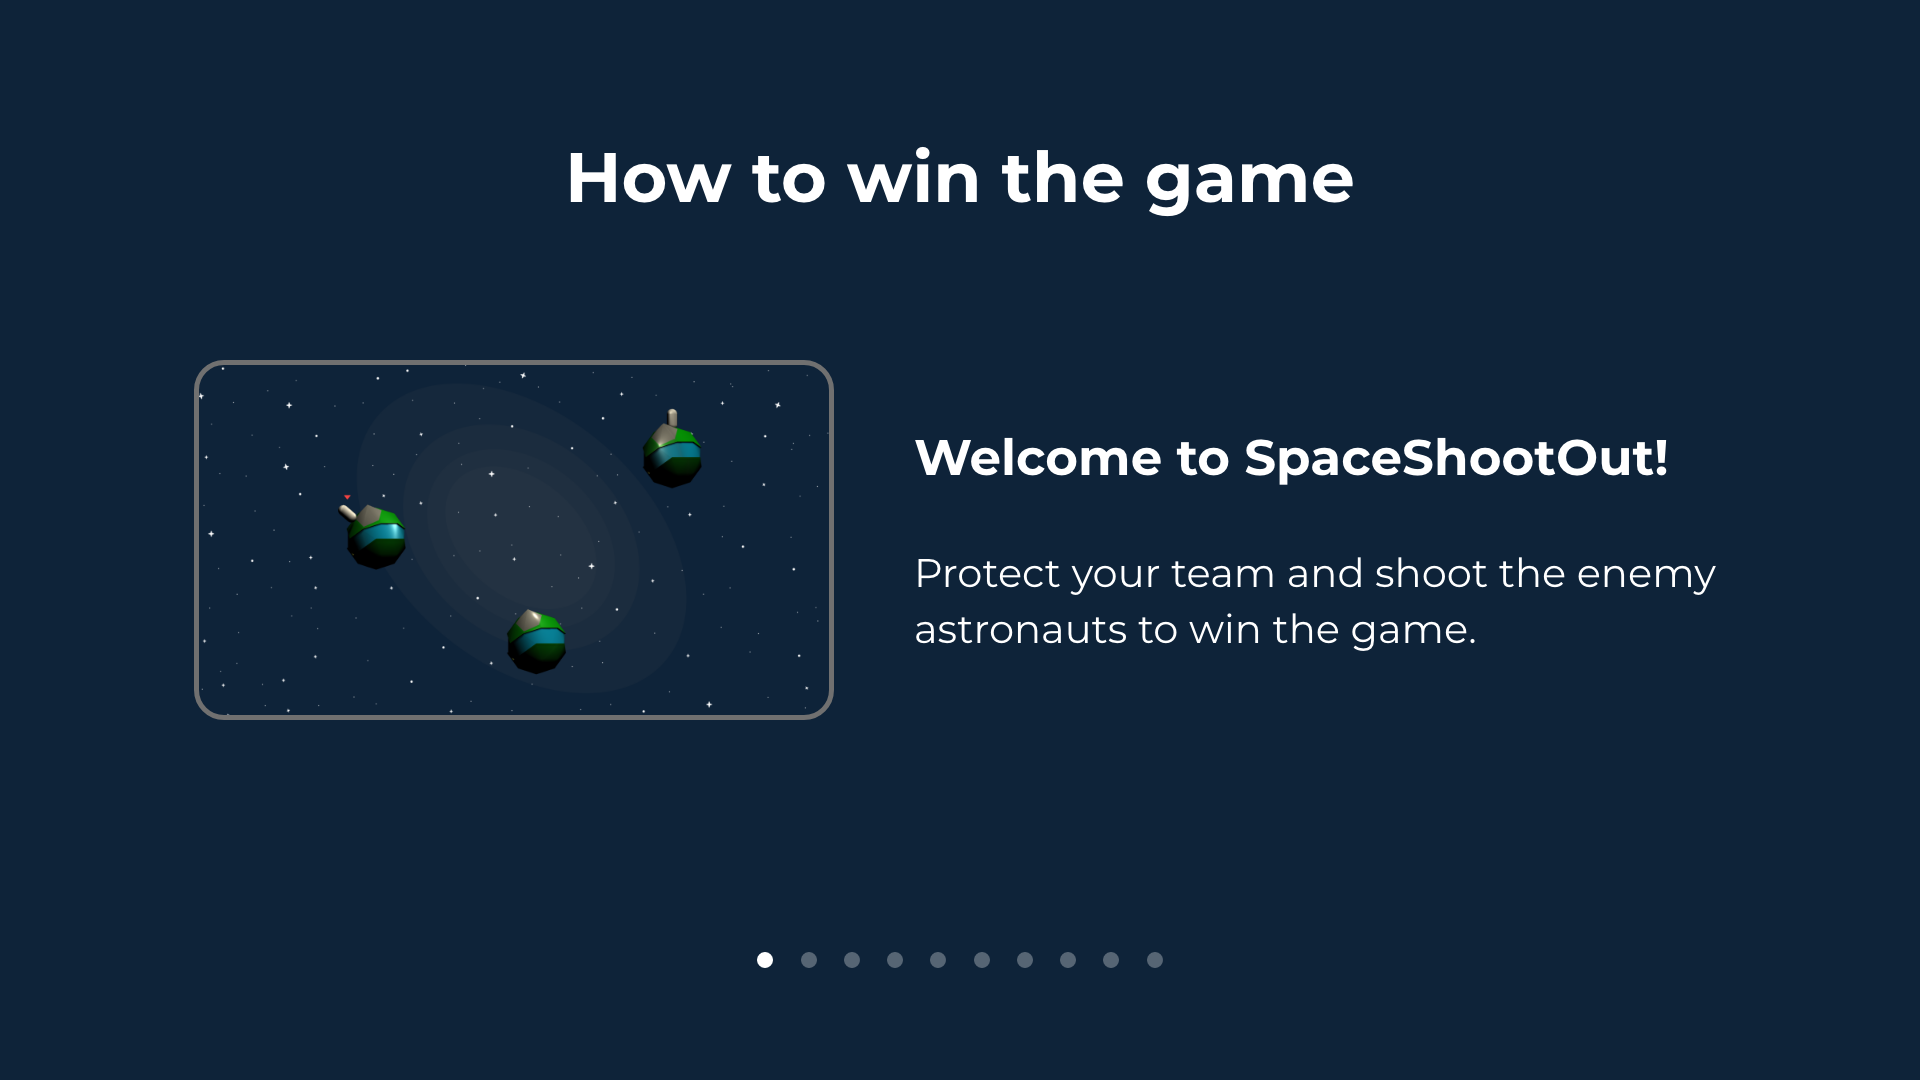 How to win the game
Welcome to SpaceShootOut!
Protect your team and shoot the enemy
astronauts to win the game.